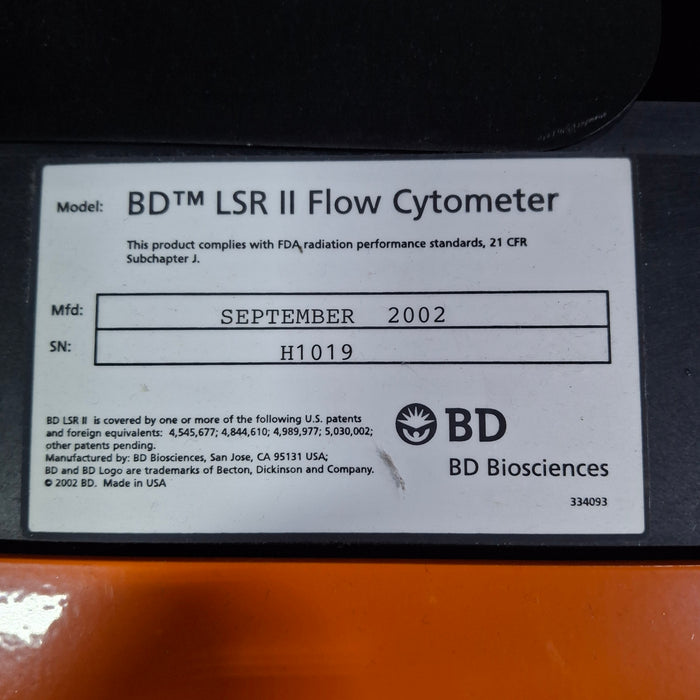 Model: BD™ LSR II Flow Cytometer
This product complies with FDA radiation performance standards, 21 CFR
Subchapter J.
Mfd: SEPTEMBER 2002
SN: H1019
BD LSR II is covered by one or more of the following U.S. patents
and foreign equivalents: 4,545,677; 4,844,610; 4,989,977; 5,030,002;
other patents pending.
Manufactured by: BD Biosciences, San Jose, CA 95131 USA;
BD and BD Logo are trademarks of Becton, Dickinson and Company.
© 2002 BD. Made in USA
BD
BD Biosciences
334093